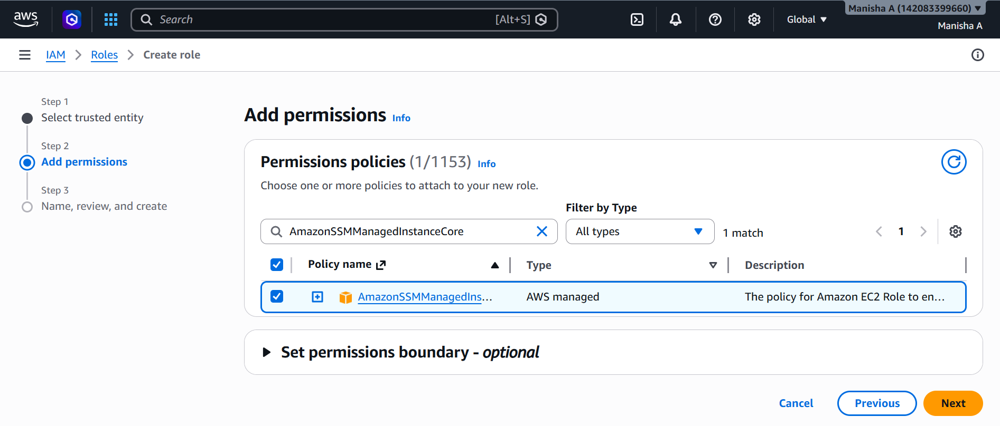 aws
Search [Alt+S]
Global
Manisha A (142083399660)
Manisha A
IAM Roles Create role
Step 1
Select trusted entity
Step 2
Add permissions
Step 3
Name, review, and create
Add permissions Info
Permissions policies (1/1153) Info
Choose one or more policies to attach to your new role.
Filter by Type
AmazonSSMManagedInstanceCore
All types
1 match
1
Policy name Type Description
AmazonSSMManagedIns... AWS managed The policy for Amazon EC2 Role to en...
Set permissions boundary - optional
Cancel Previous Next